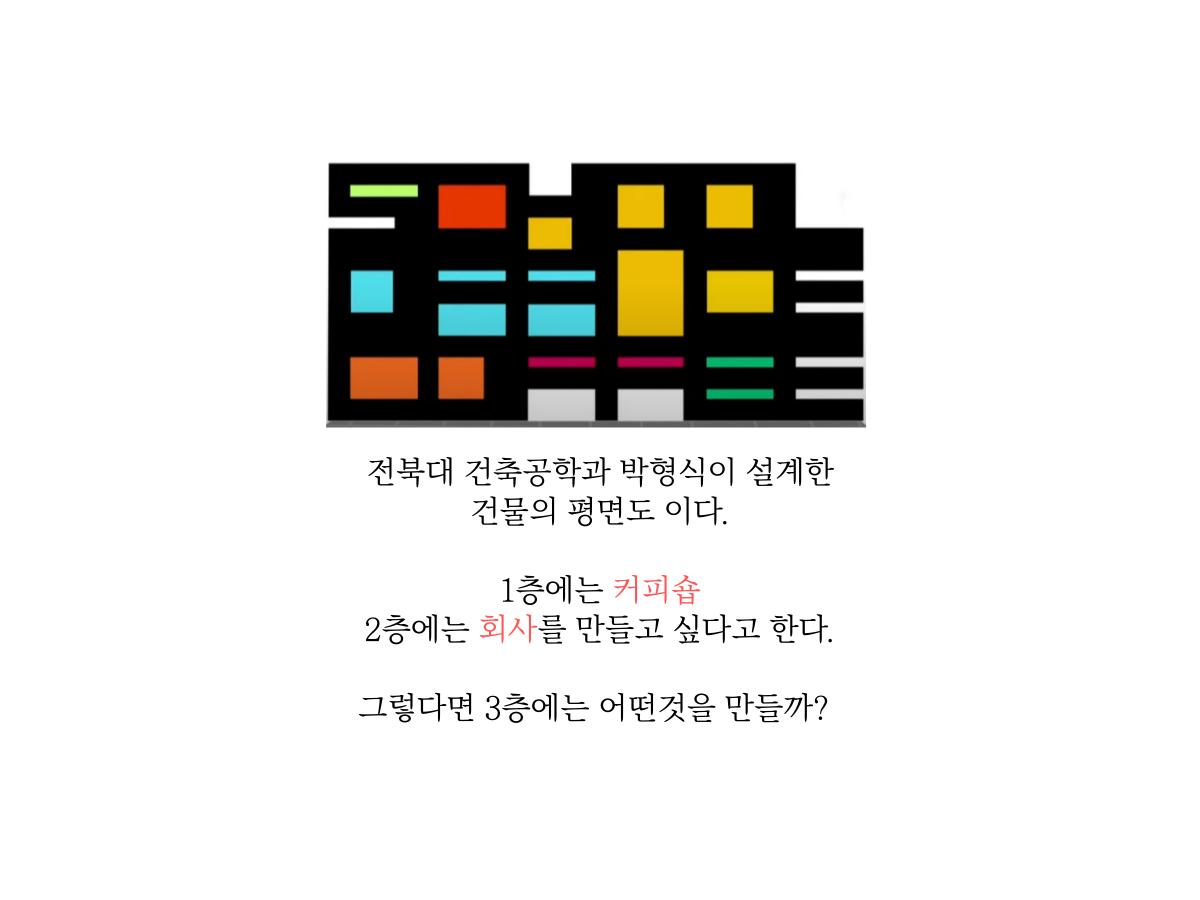 전북대 건축공학과 박형식이 설계한
건물의 평면도 이다.
1층에는 커피숍
2층에는 회사를 만들고 싶다고 한다.
그렇다면 3층에는 어떤것을 만들까?